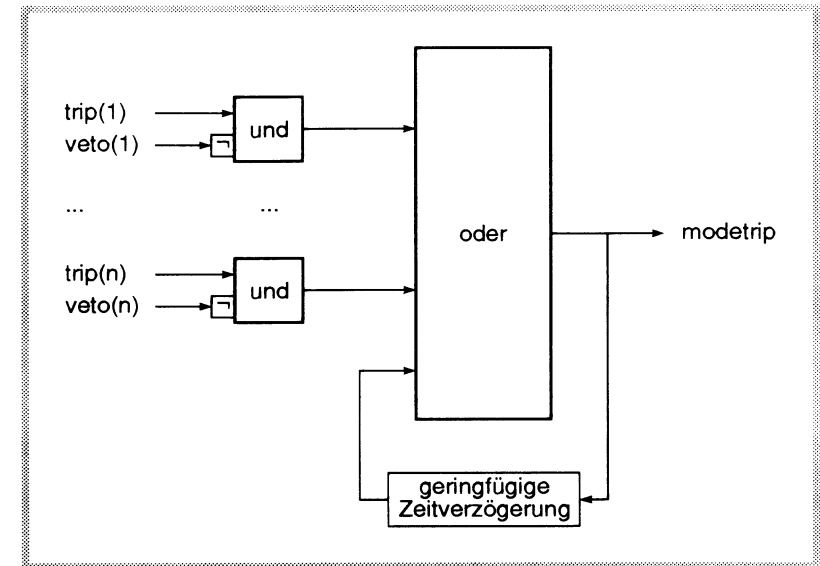 trip(1)
veto(1)
¬
und
...
...
trip(n)
veto(n)
¬
und
oder
modetrip
geringfügige
Zeitverzögerung